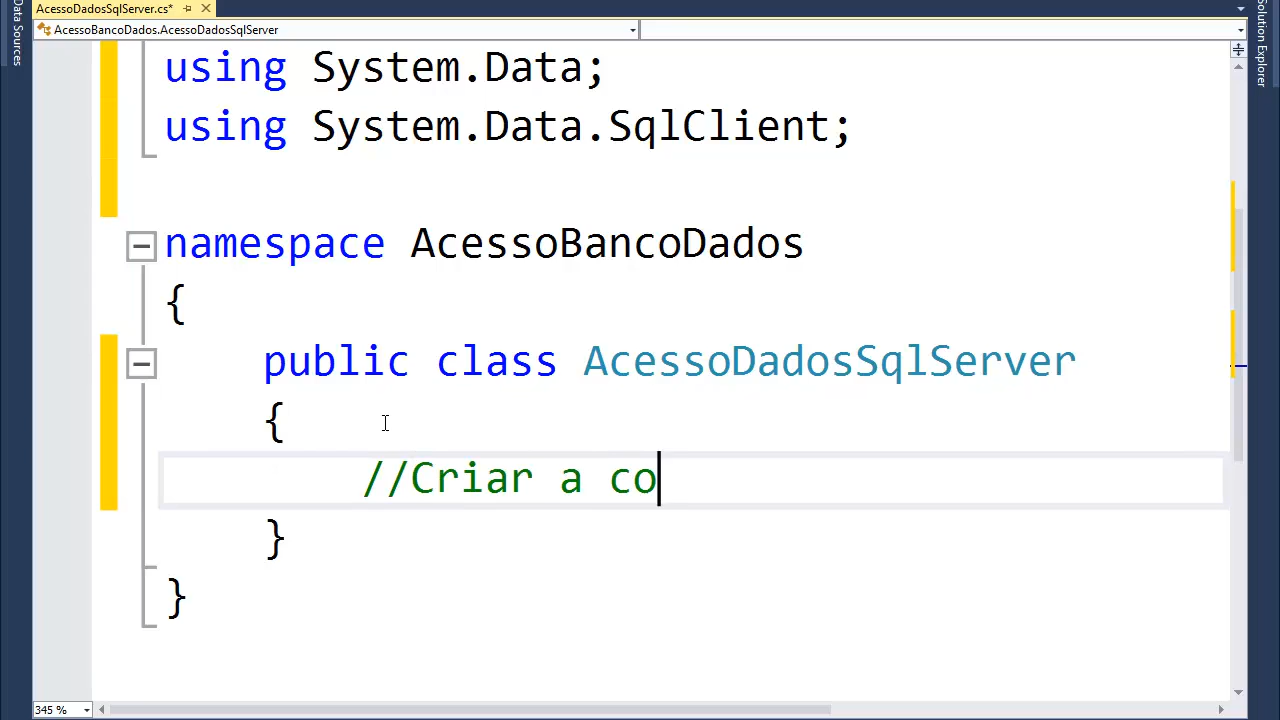 Data Sources
AcessoDadosSqlServer.cs*
AcessoBancoDados.AcessoDadosSqlServer
using System.Data;
using System.Data.SqlClient;
namespace AcessoBancoDados
{
public class AcessoDadosSqlServer
{
//Criar a co
}
}
345 %
Solution Explorer